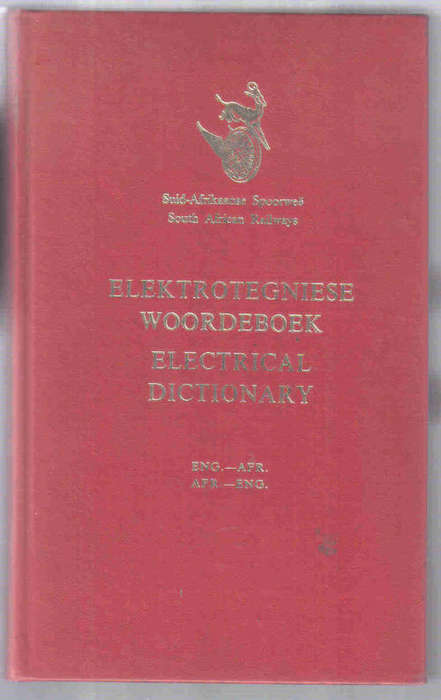 Suid-Afrikaanse Spoorweë
South African Railways
ELEKTROTEGNIESE
WOORDEBOEK
ELECTRICAL
DICTIONARY
ENG.—AFR.
AFR.—ENG.